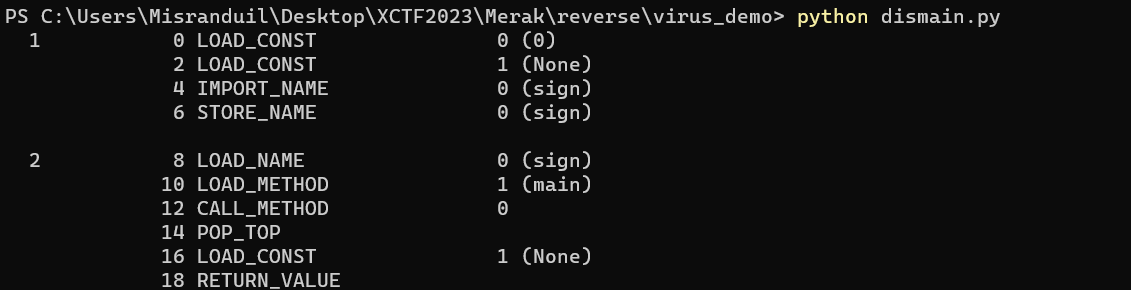 PS C:\Users\Misranduil\Desktop\XCTF2023\Merak\reverse\virus_demo> python dismain.py
  1           0 LOAD_CONST               0 (0)
              2 LOAD_CONST               1 (None)
              4 IMPORT_NAME              0 (sign)
              6 STORE_NAME               0 (sign)

  2           8 LOAD_NAME                0 (sign)
             10 LOAD_METHOD              1 (main)
             12 CALL_METHOD              0
             14 POP_TOP
             16 LOAD_CONST               1 (None)
             18 RETURN_VALUE